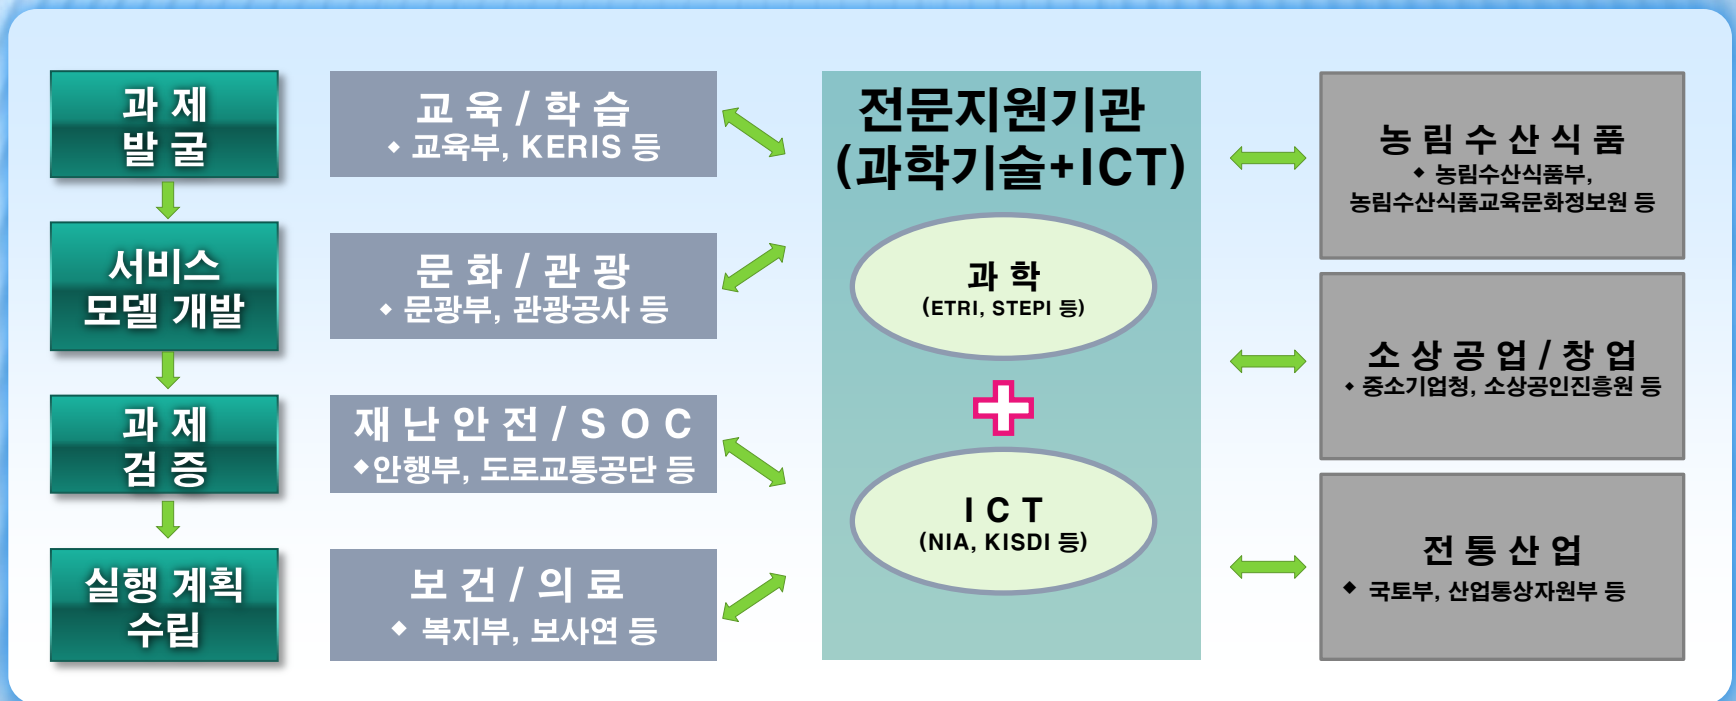 과 제
발 굴
서비스
모델 개발
과 제
검 증
실행 계획
수립
교 육 / 학 습
◆ 교육부, KERIS 등
문 화 / 관 광
◆ 문광부, 관광공사 등
재 난 안 전 / S O C
◆안행부, 도로교통공단 등
보 건 / 의 료
◆ 복지부, 보사연 등
전문지원기관
(과학기술+ICT)
과 학
(ETRI, STEPI 등)
I C T
(NIA, KISDI 등)
농 림 수 산 식 품
◆ 농림수산식품부,
농림수산식품교육문화정보원 등
소 상 공 업 / 창 업
◆ 중소기업청, 소상공인진흥원 등
전 통 산 업
◆ 국토부, 산업통상자원부 등